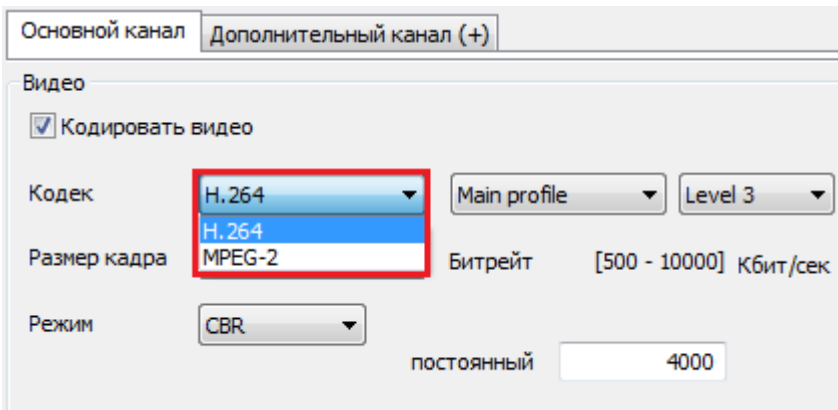 Основной канал Дополнительный канал (+)
Видео
Кодировать видео
Кодек H.264 Main profile Level 3
H.264
Размер кадра MPEG-2 Битрейт [500 - 10000] Кбит/сек
Режим CBR
постоянный 4000